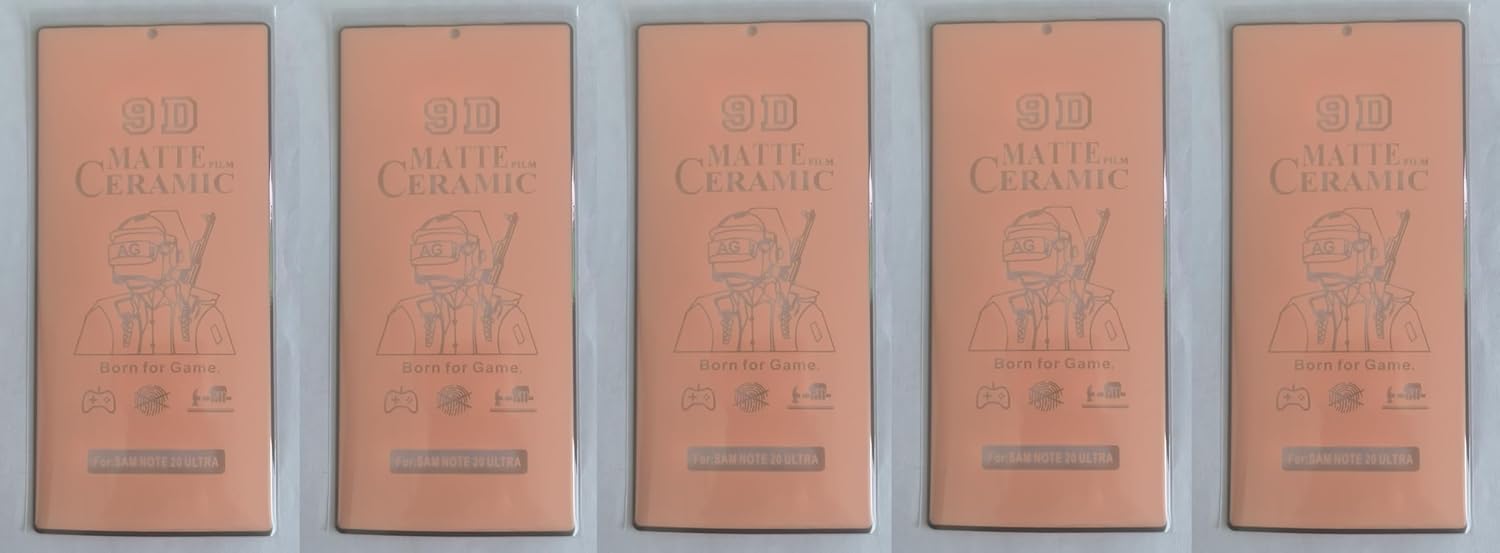 9D
MATTE FILM
CERAMIC
AG
Born for Game.
For:SAM NOTE 20 ULTRA
9D
MATTE FILM
CERAMIC
AG
Born for Game.
For:SAM NOTE 20 ULTRA
9D
MATTE FILM
CERAMIC
AG
Born for Game.
For:SAM NOTE 20 ULTRA
9D
MATTE FILM
CERAMIC
AG
Born for Game.
For:SAM NOTE 20 ULTRA
9D
MATTE FILM
CERAMIC
AG
Born for Game.
For:SAM NOTE 20 ULTRA